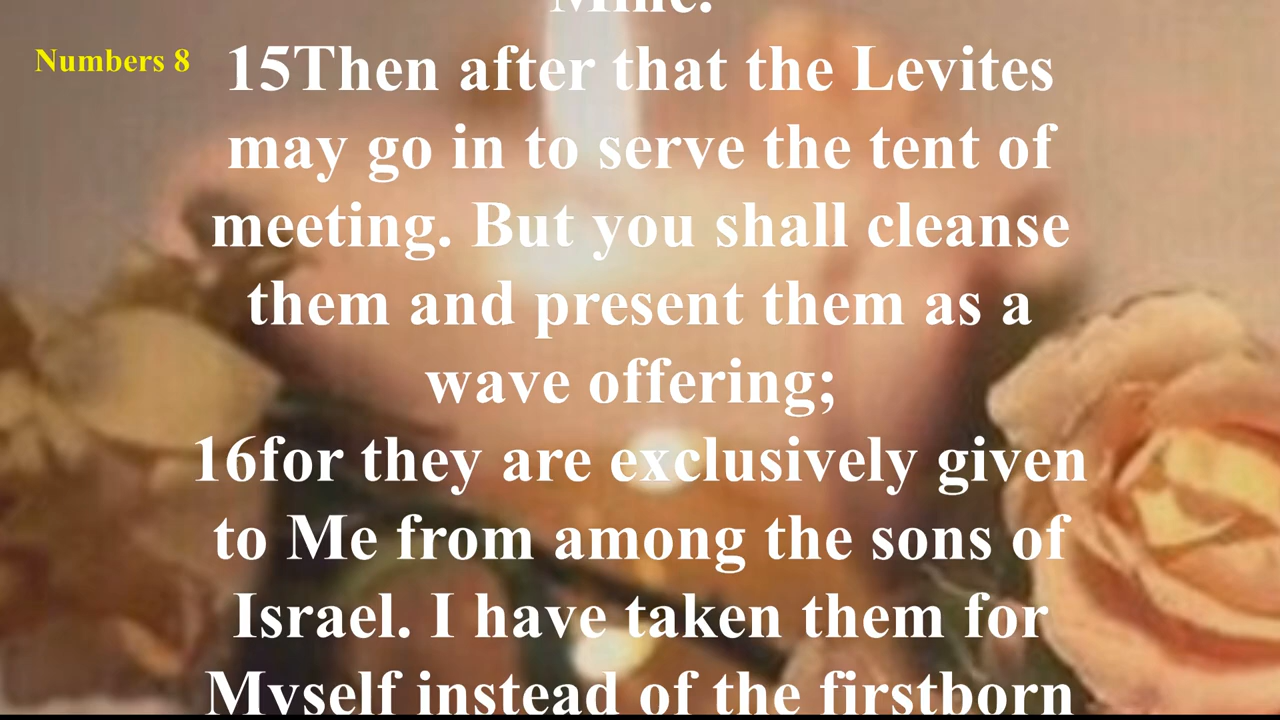 Mine.
Numbers 8
15Then after that the Levites
may go in to serve the tent of
meeting. But you shall cleanse
them and present them as a
wave offering;
16for they are exclusively given
to Me from among the sons of
Israel. I have taken them for
Myself instead of the firstborn